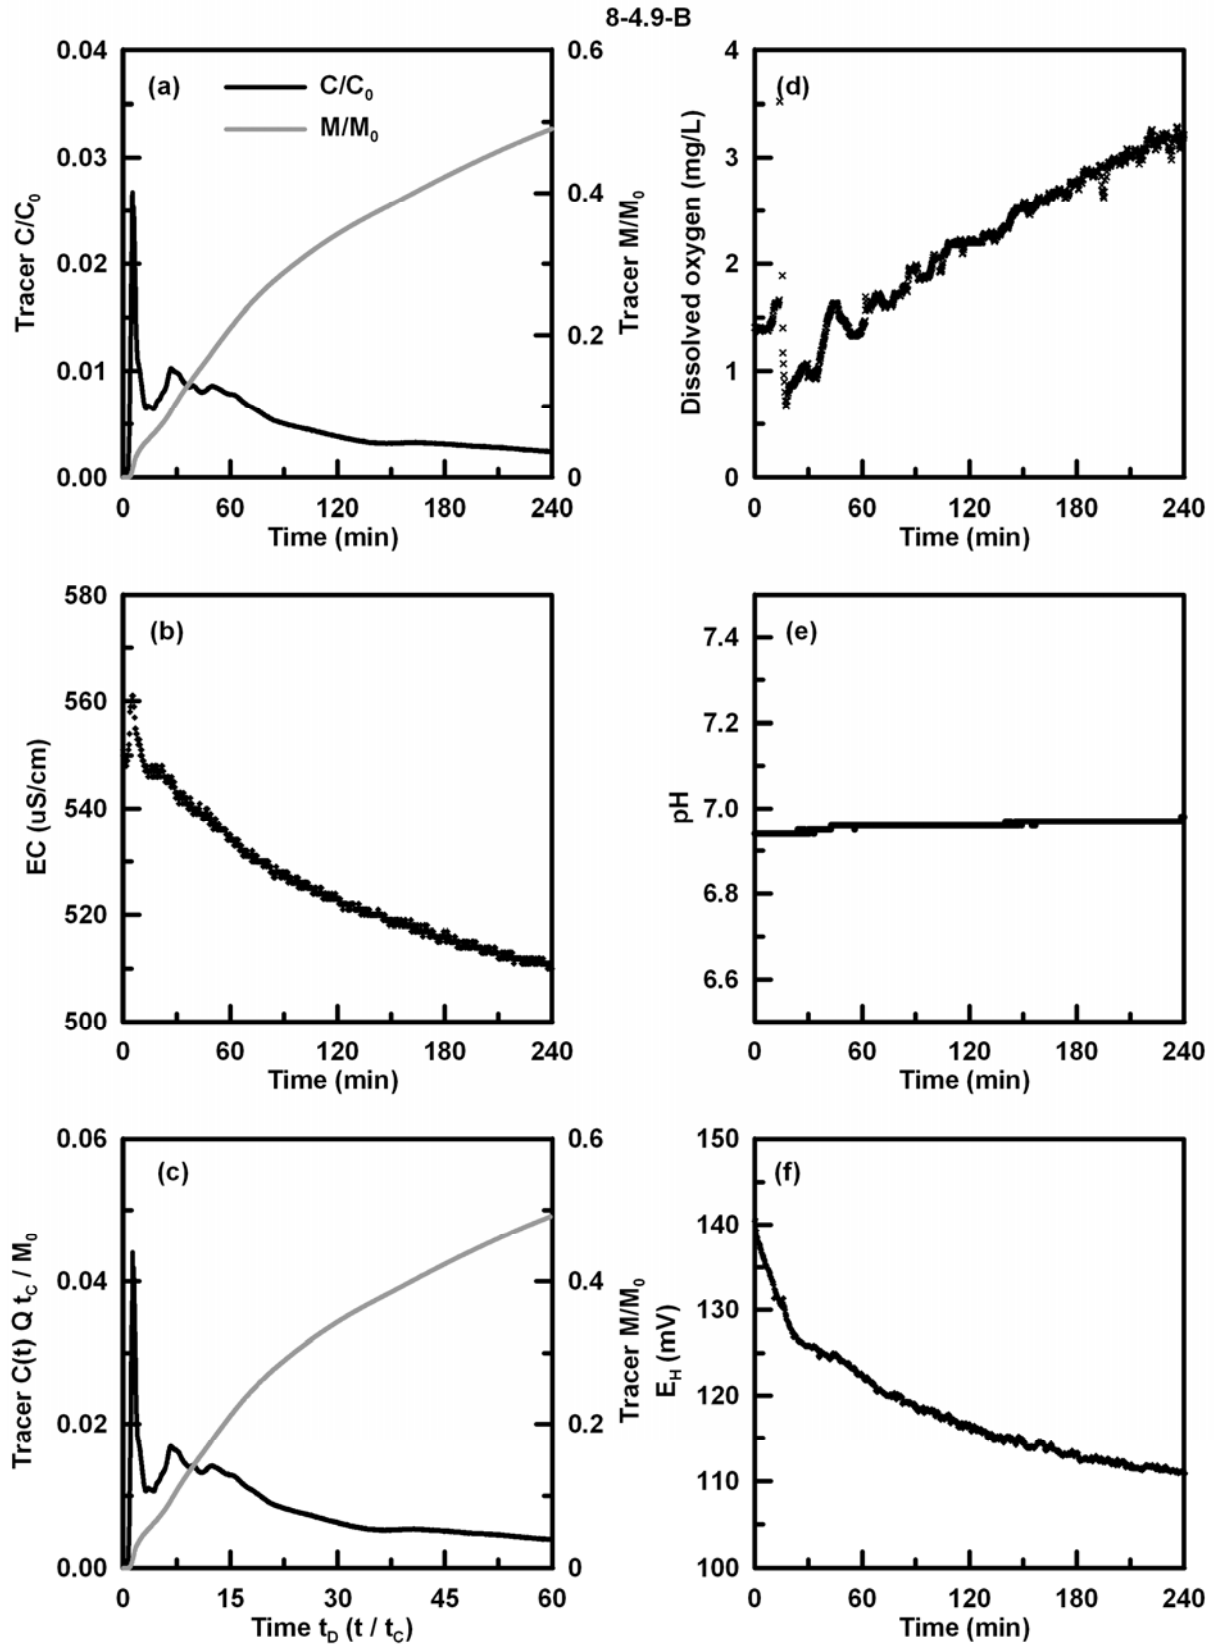 8-4.9-B
(a)
C/C0
M/M0
Tracer C/C0
0.04
0.03
0.02
0.01
0.00
Tracer M/M0
0.6
0.4
0.2
0
0 60 120 180 240
Time (min)
(d)
Dissolved oxygen (mg/L)
4
3
2
1
0
0 60 120 180 240
Time (min)
(b)
EC (uS/cm)
580
560
540
520
500
0 60 120 180 240
Time (min)
(e)
pH
7.4
7.2
7.0
6.8
6.6
0 60 120 180 240
Time (min)
(c)
Tracer C(t) Q tC / M0
0.06
0.04
0.02
0.00
Tracer M/M0
0.6
0.4
0.2
0
0 15 30 45 60
Time tD (t / tC)
(f)
EH (mV)
150
140
130
120
110
100
0 60 120 180 240
Time (min)